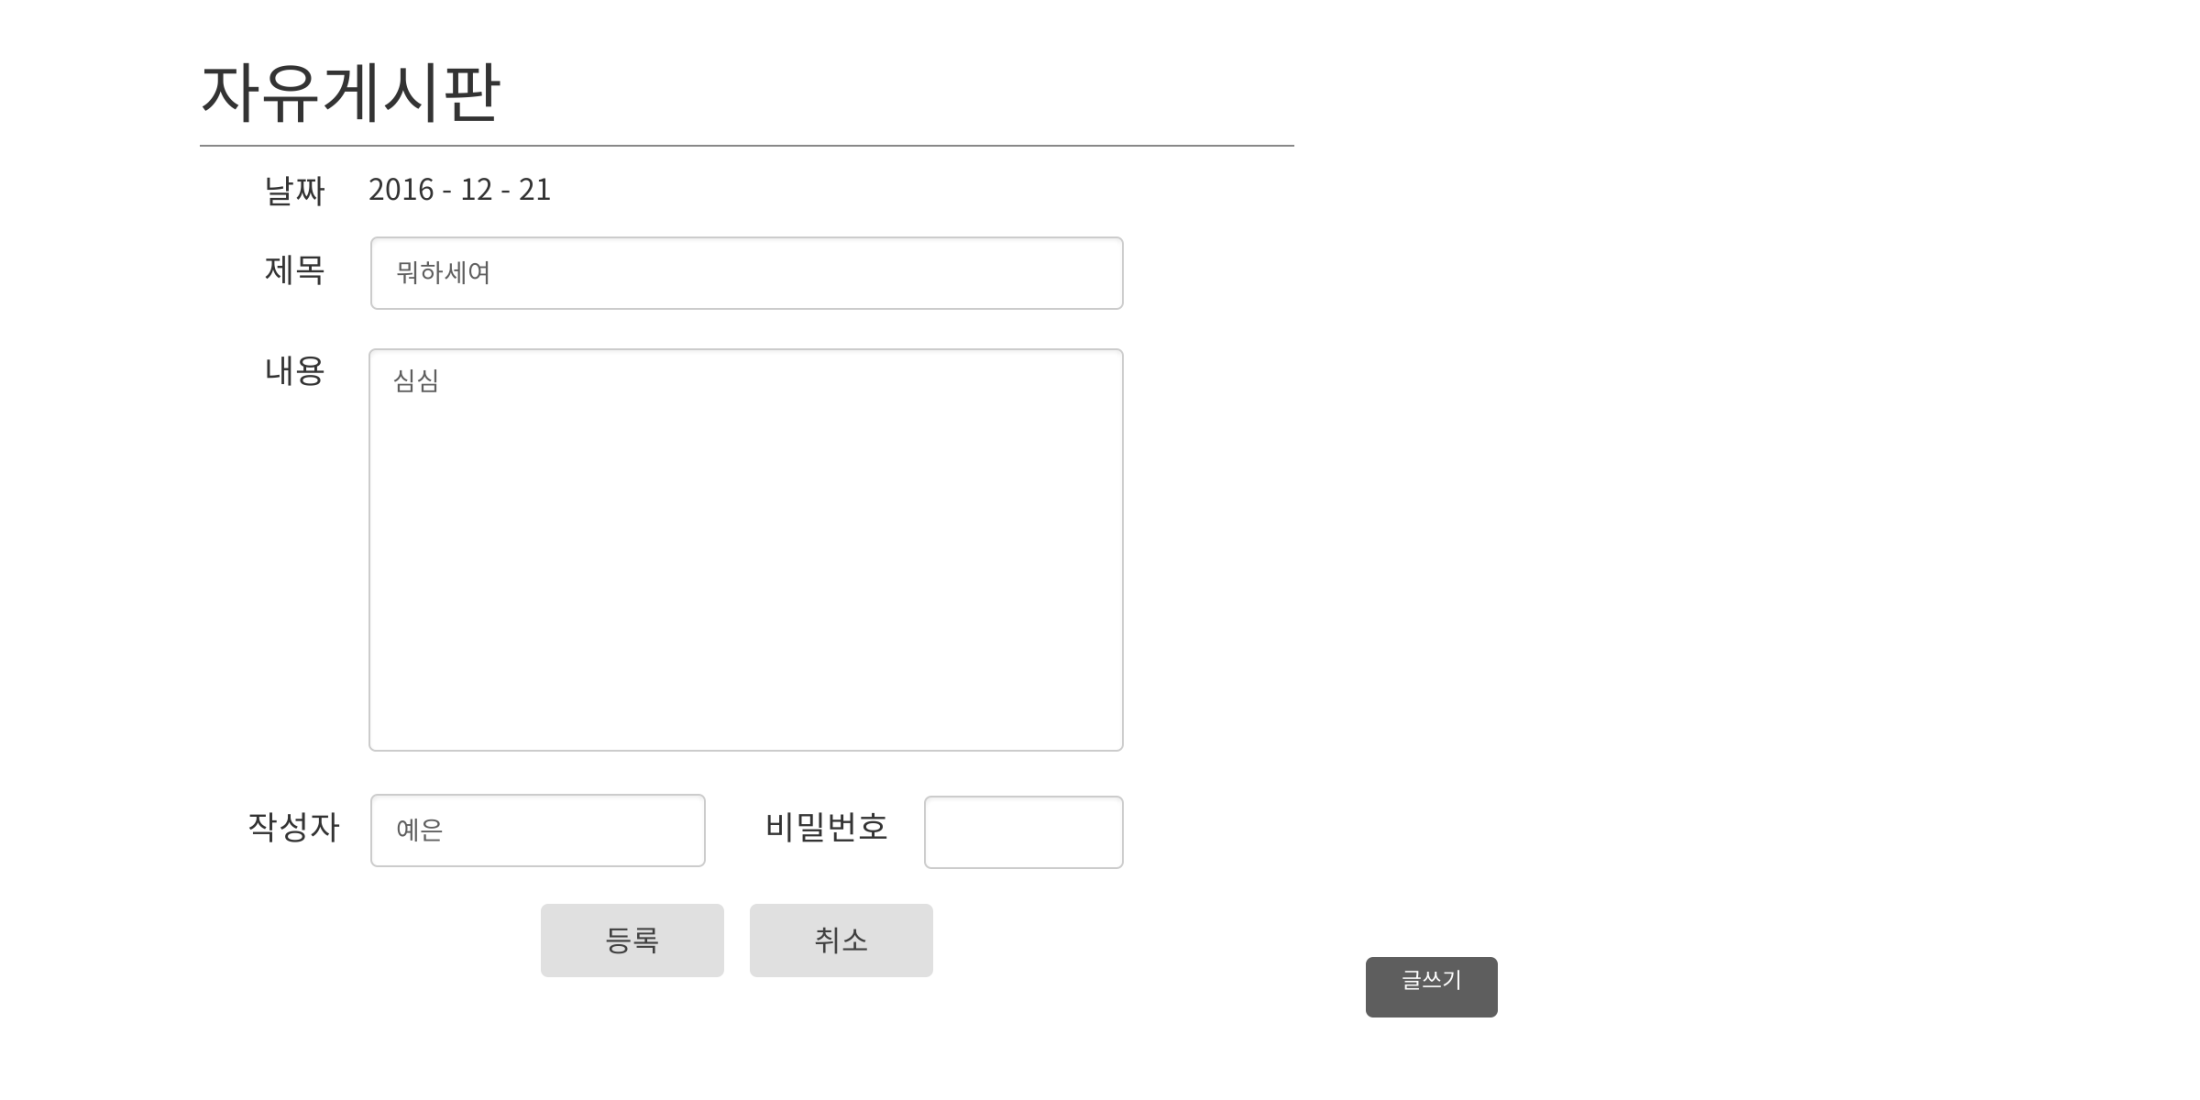 자유게시판
날짜 2016 - 12 - 21
제목 뭐하세여
내용 심심
작성자 예은 비밀번호
등록 취소
글쓰기